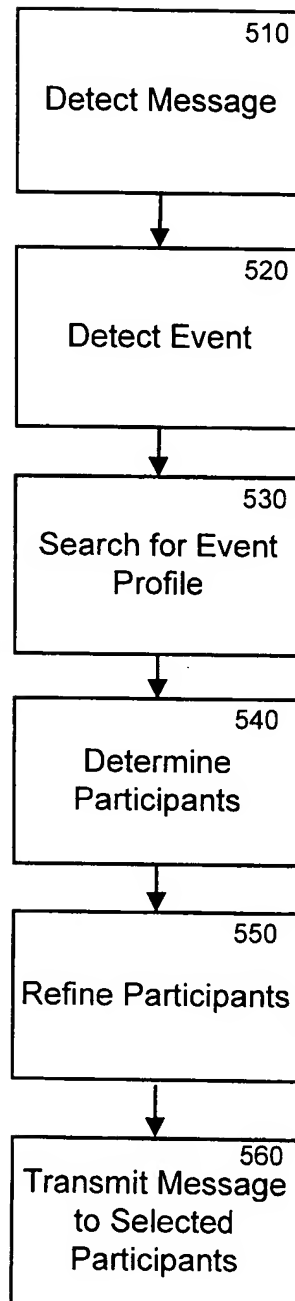 510
Detect Message
520
Detect Event
530
Search for Event
Profile
540
Determine
Participants
550
Refine Participants
560
Transmit Message
to Selected
Participants